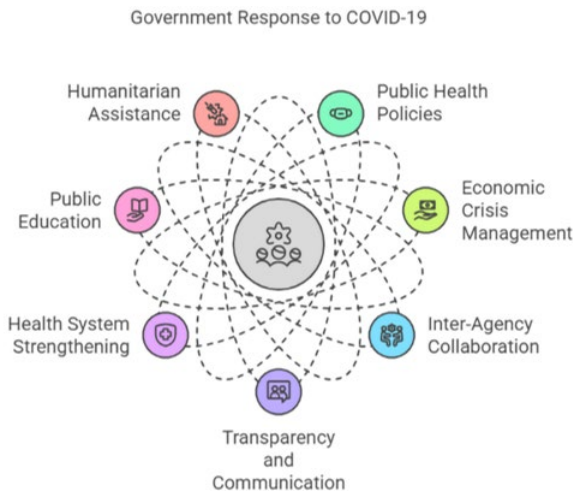 Government Response to COVID-19
Humanitarian
Assistance
Public Health
Policies
Public
Education
Economic
Crisis
Management
Health System
Strengthening
Inter-Agency
Collaboration
Transparency
and
Communication